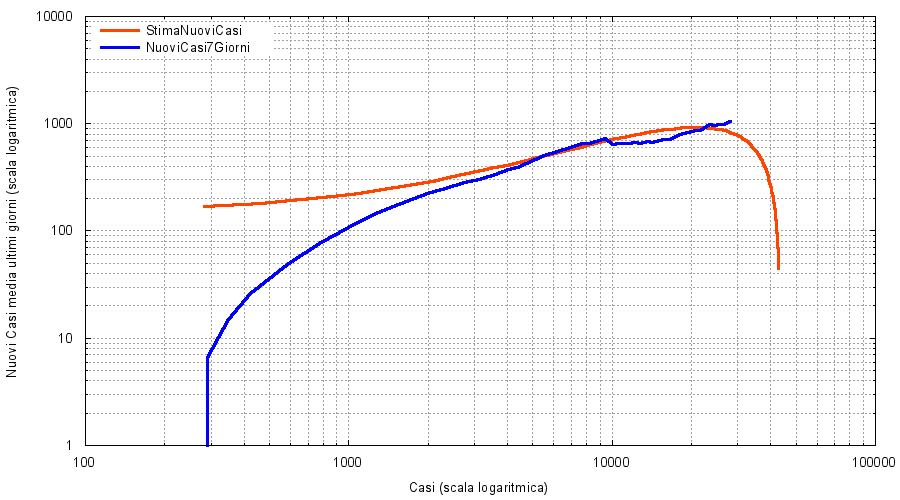 10000
StimaNuoviCasi
NuoviCasi7Giorni
1000
100
10
1
Nuovi Casi media ultimi giorni (scala logaritmica)
100
1000
10000
100000
Casi (scala logaritmica)